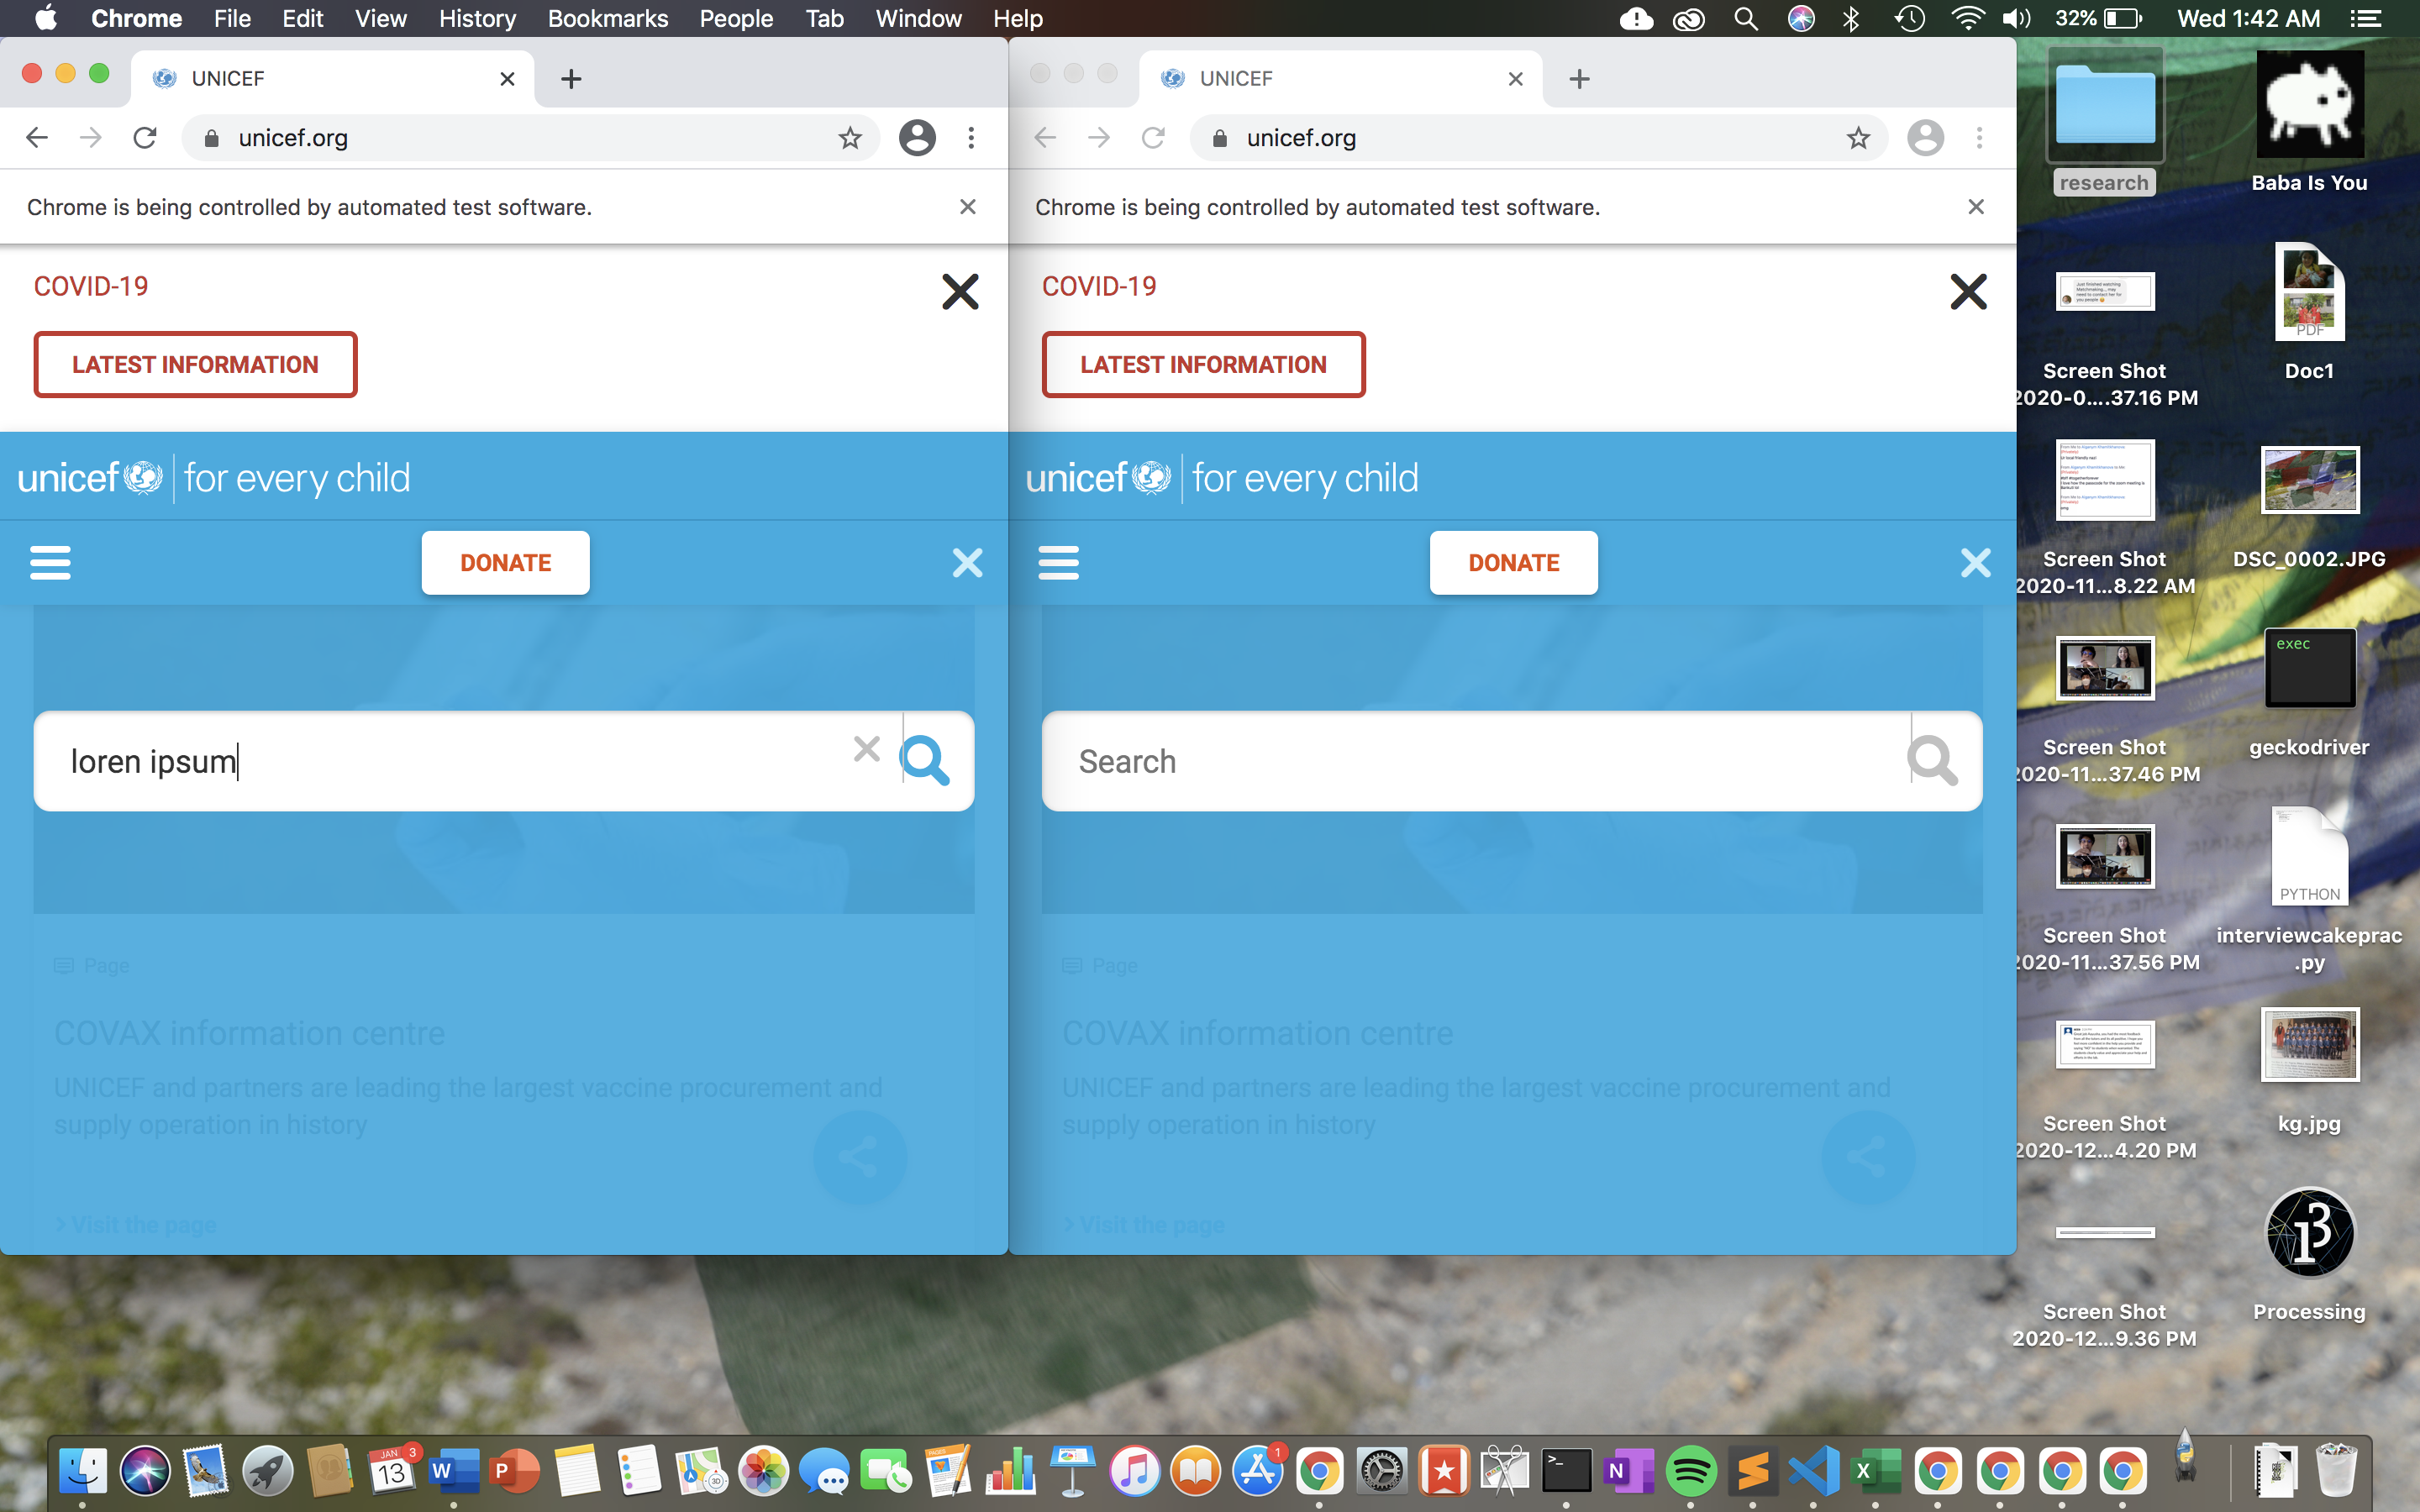 Chrome File Edit View History Bookmarks People Tab Window Help
32% Wed 1:42 AM
UNICEF
unicef.org
Chrome is being controlled by automated test software.
COVID-19
LATEST INFORMATION
unicef for every child
DONATE
loren ipsum
Page
COVAX information centre
UNICEF and partners are leading the largest vaccine procurement and
supply operation in history
> Visit the page
UNICEF
unicef.org
Chrome is being controlled by automated test software.
COVID-19
LATEST INFORMATION
unicef for every child
DONATE
Search
Page
COVAX information centre
UNICEF and partners are leading the largest vaccine procurement and
supply operation in history
> Visit the page
research
Baba Is You
Screen Shot
2020-0....37.16 PM
PDF
Doc1
Screen Shot
2020-11...8.22 AM
DSC_0002.JPG
Screen Shot
2020-11...37.46 PM
exec
geckodriver
Screen Shot
2020-11...37.56 PM
PYTHON
interviewcakeprac
.py
Screen Shot
2020-12...4.20 PM
kg.jpg
Screen Shot
2020-12...9.36 PM
Processing
JAN
13
3
W
P
PAGES
1
N
X